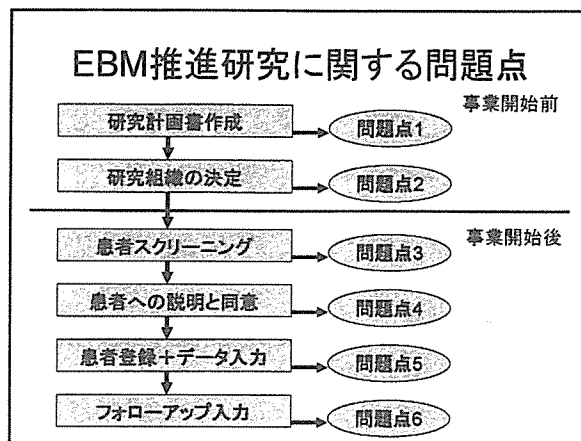 EBM推進研究に関する問題点
事業開始前
研究計画書作成
問題点1
研究組織の決定
問題点2
事業開始後
患者スクリーニング
問題点3
患者への説明と同意
問題点4
患者登録+データ入力
問題点5
フォローアップ入力
問題点6